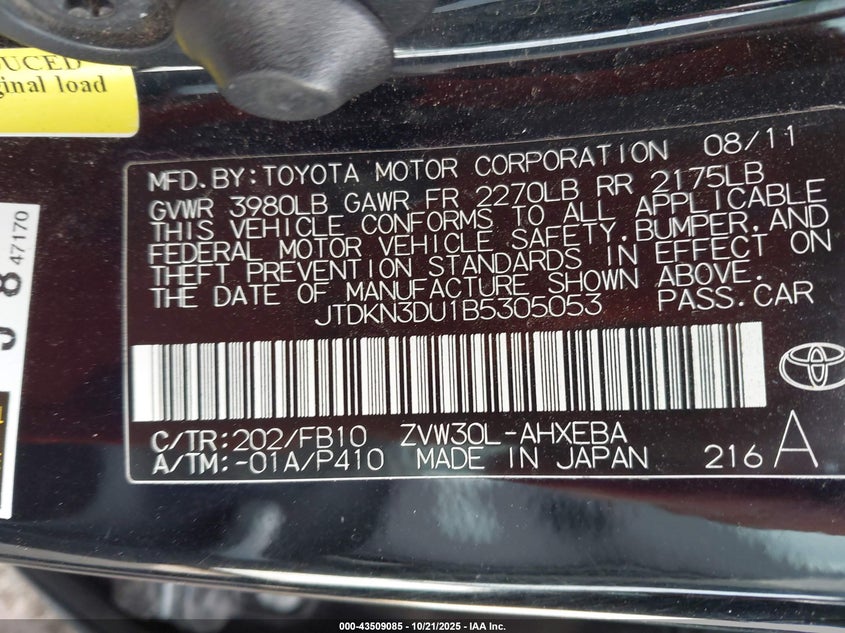 UCED
ginal load
8 47170
MFD.BY:TOYOTA MOTOR CORPORATION 08/11
GVWR 3980LB GAWR FR 2270LB RR 2175LB
THIS VEHICLE CONFORMS TO ALL APPLICABLE
FEDERAL MOTOR VEHICLE SAFETY,BUMPER,AND
THEFT PREVENTION STANDARDS IN EFFECT ON
THE DATE OF MANUFACTURE SHOWN ABOVE.
JTDKN3DU1B5305053 PASS.CAR
C/TR:202/FB10 ZVW30L-AHXEBA
A/TM:-01A/P410 MADE IN JAPAN 216 A
000-43509085 - 10/21/2025 - IAA Inc.